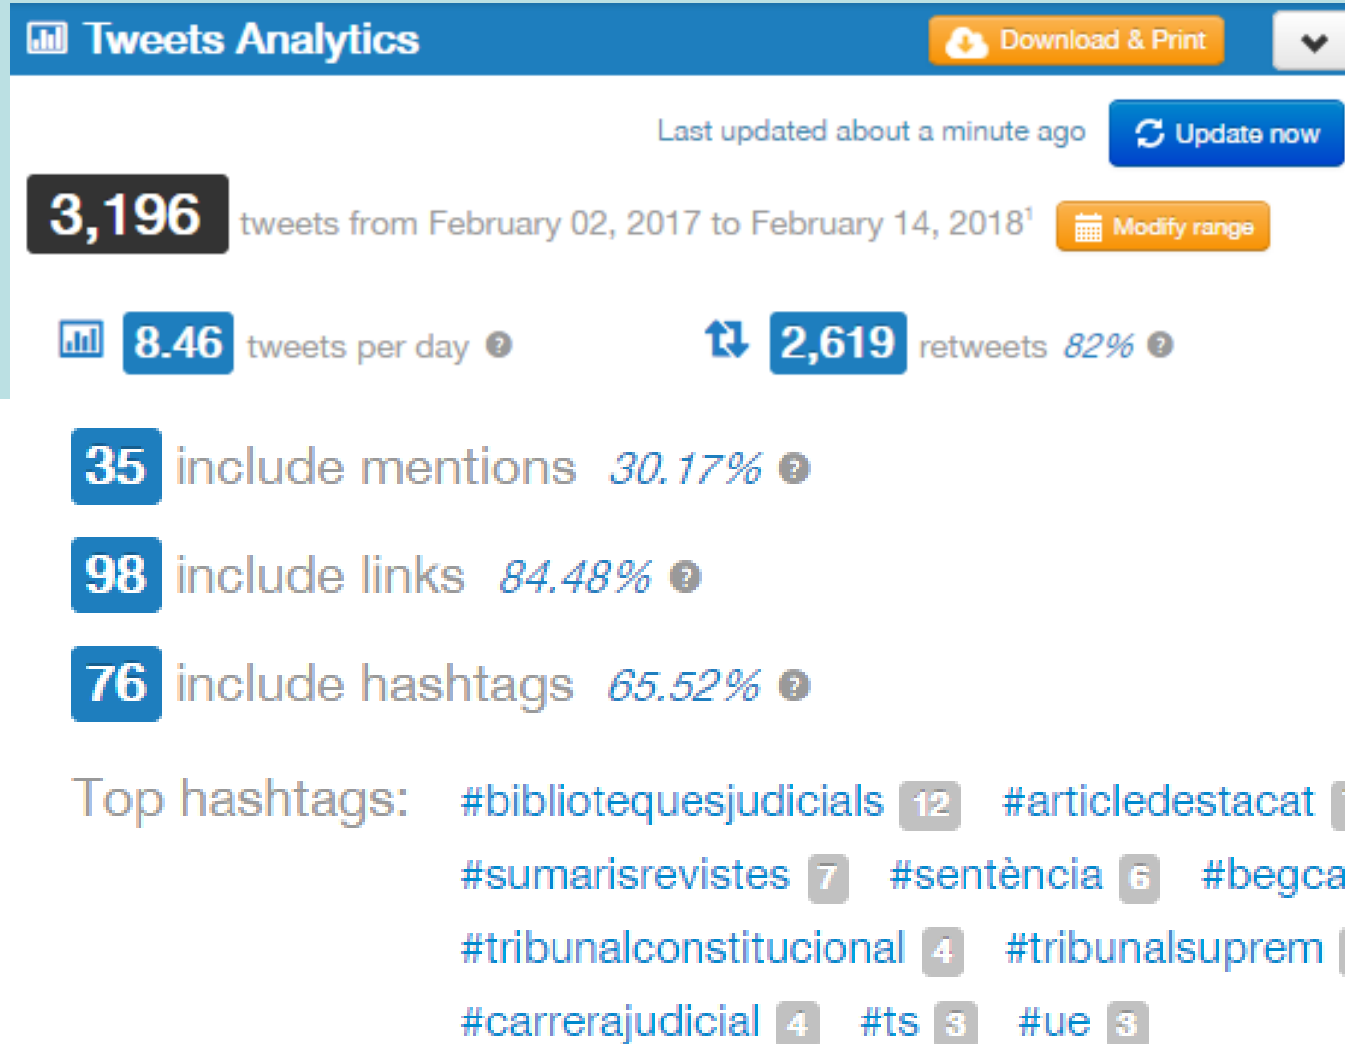 Tweets Analytics Download & Print
Last updated about a minute ago Update now
3,196 tweets from February 02, 2017 to February 14, 2018¹ Modify range
8.46 tweets per day ? 2,619 retweets 82% ?
35 include mentions 30.17% ?
98 include links 84.48% ?
76 include hashtags 65.52% ?
Top hashtags: #bibliotequesjudicials 12 #articledestacat
#sumarisrevistes 7 #sentència 6 #begca
#tribunalconstitucional 4 #tribunalsuprem
#carrerajudicial 4 #ts 3 #ue 3